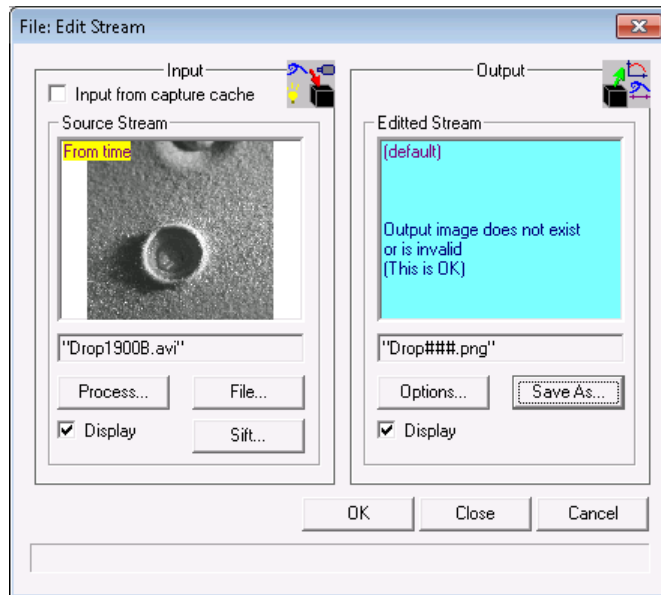 File: Edit Stream
Input
Input from capture cache
Source Stream
From time
"Drop1900B.avi"
Process...
File...
Display
Sift...
Output
Editted Stream
(default)
Output image does not exist
or is invalid
(This is OK)
"Drop###.png"
Options...
Save As...
Display
OK
Close
Cancel